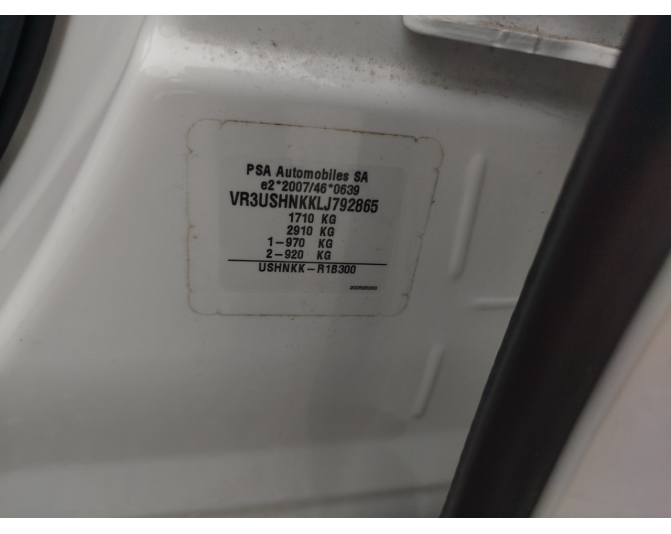 PSA Automobiles SA
e2*2007/46*0639
VR3USHNKKLJ792865
1710 KG
2910 KG
1-970 KG
2-920 KG
USHNKK-R1B300